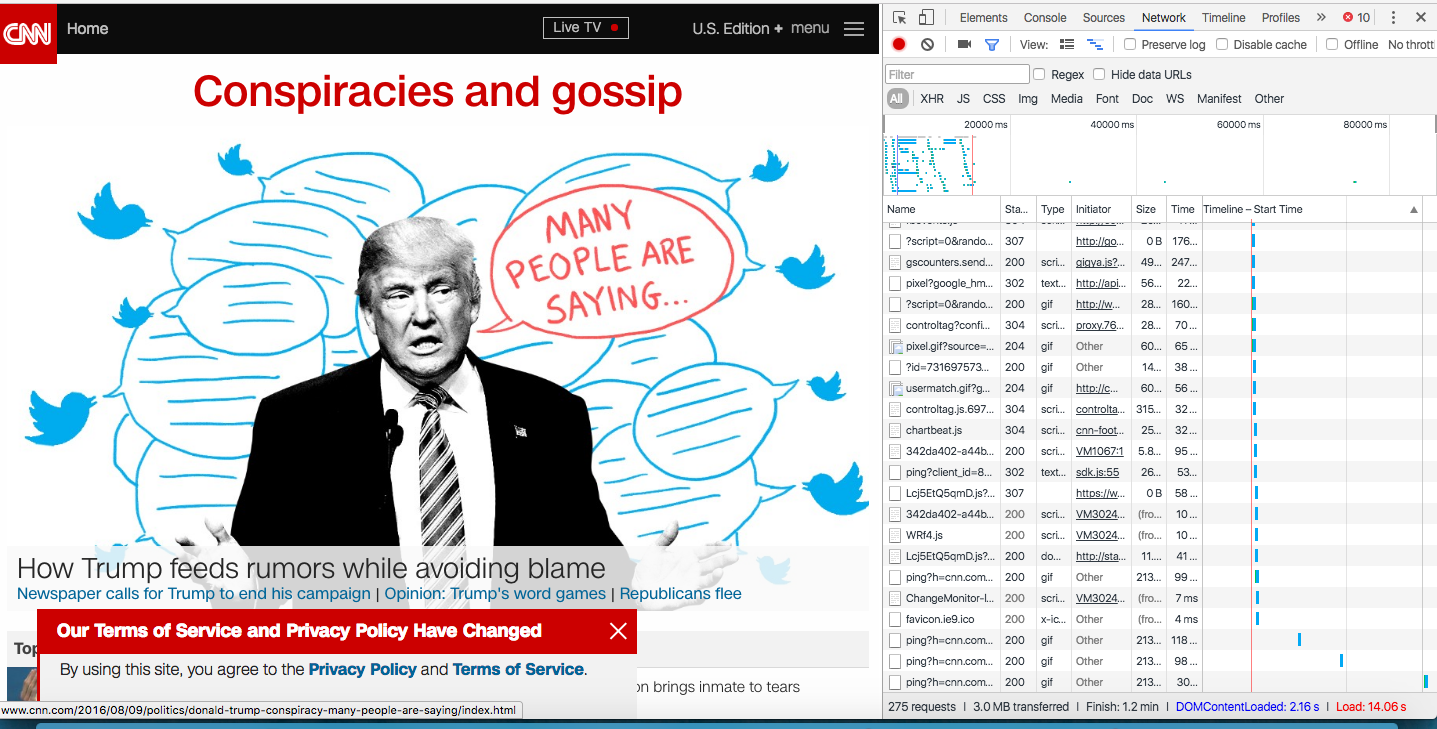 CNN Home Live TV U.S. Edition + menu
Conspiracies and gossip
MANY
PEOPLE ARE
SAYING...
How Trump feeds rumors while avoiding blame
Newspaper calls for Trump to end his campaign | Opinion: Trump's word games | Republicans flee
Our Terms of Service and Privacy Policy Have Changed
Top
By using this site, you agree to the Privacy Policy and Terms of Service.
on brings inmate to tears
www.cnn.com/2016/08/09/politics/donald-trump-conspiracy-many-people-are-saying/index.html
Elements Console Sources Network Timeline Profiles » 10
View: Preserve log Disable cache Offline No thrott
Filter Regex Hide data URLs
All XHR JS CSS Img Media Font Doc WS Manifest Other
20000 ms 40000 ms 60000 ms 80000 ms
Name Sta... Type Initiator Size Time Timeline – Start Time
?script=0&rando... 307 http://go... 0 B 176...
gscounters.send... 200 scri... gigya.js?... 49... 247...
pixel?google_hm... 302 text... http://api... 56... 22...
?script=0&rando... 200 gif http://w... 28... 160...
controltag?confi... 304 scri... proxy.76... 28... 70 ...
pixel.gif?source=... 204 gif Other 60... 65 ...
?id=731697573... 200 gif Other 14... 38 ...
usermatch.gif?g... 204 gif http://c... 60... 56 ...
controltag.js.697... 304 scri... controlta... 315... 32 ...
chartbeat.js 304 scri... cnn-foot... 25... 32 ...
342da402-a44b... 200 scri... VM1067:1 5.8... 95 ...
ping?client_id=8... 302 text... sdk.js:55 26... 53...
Lcj5EtQ5qmD.js?... 307 https://w... 0 B 58 ...
342da402-a44b... 200 scri... VM3024... (fro... 10 ...
WRf4.js 200 scri... VM3024... (fro... 10 ...
Lcj5EtQ5qmD.js?... 200 do... http://sta... 11.... 41 ...
ping?h=cnn.com... 200 gif Other 213... 99 ...
ChangeMonitor-l... 200 scri... VM3024... (fro... 7 ms
favicon.ie9.ico 200 x-ic... Other (fro... 4 ms
ping?h=cnn.com... 200 gif Other 213... 118 ...
ping?h=cnn.com... 200 gif Other 213... 98 ...
ping?h=cnn.com... 200 gif Other 213... 30...
275 requests | 3.0 MB transferred | Finish: 1.2 min | DOMContentLoaded: 2.16 s | Load: 14.06 s